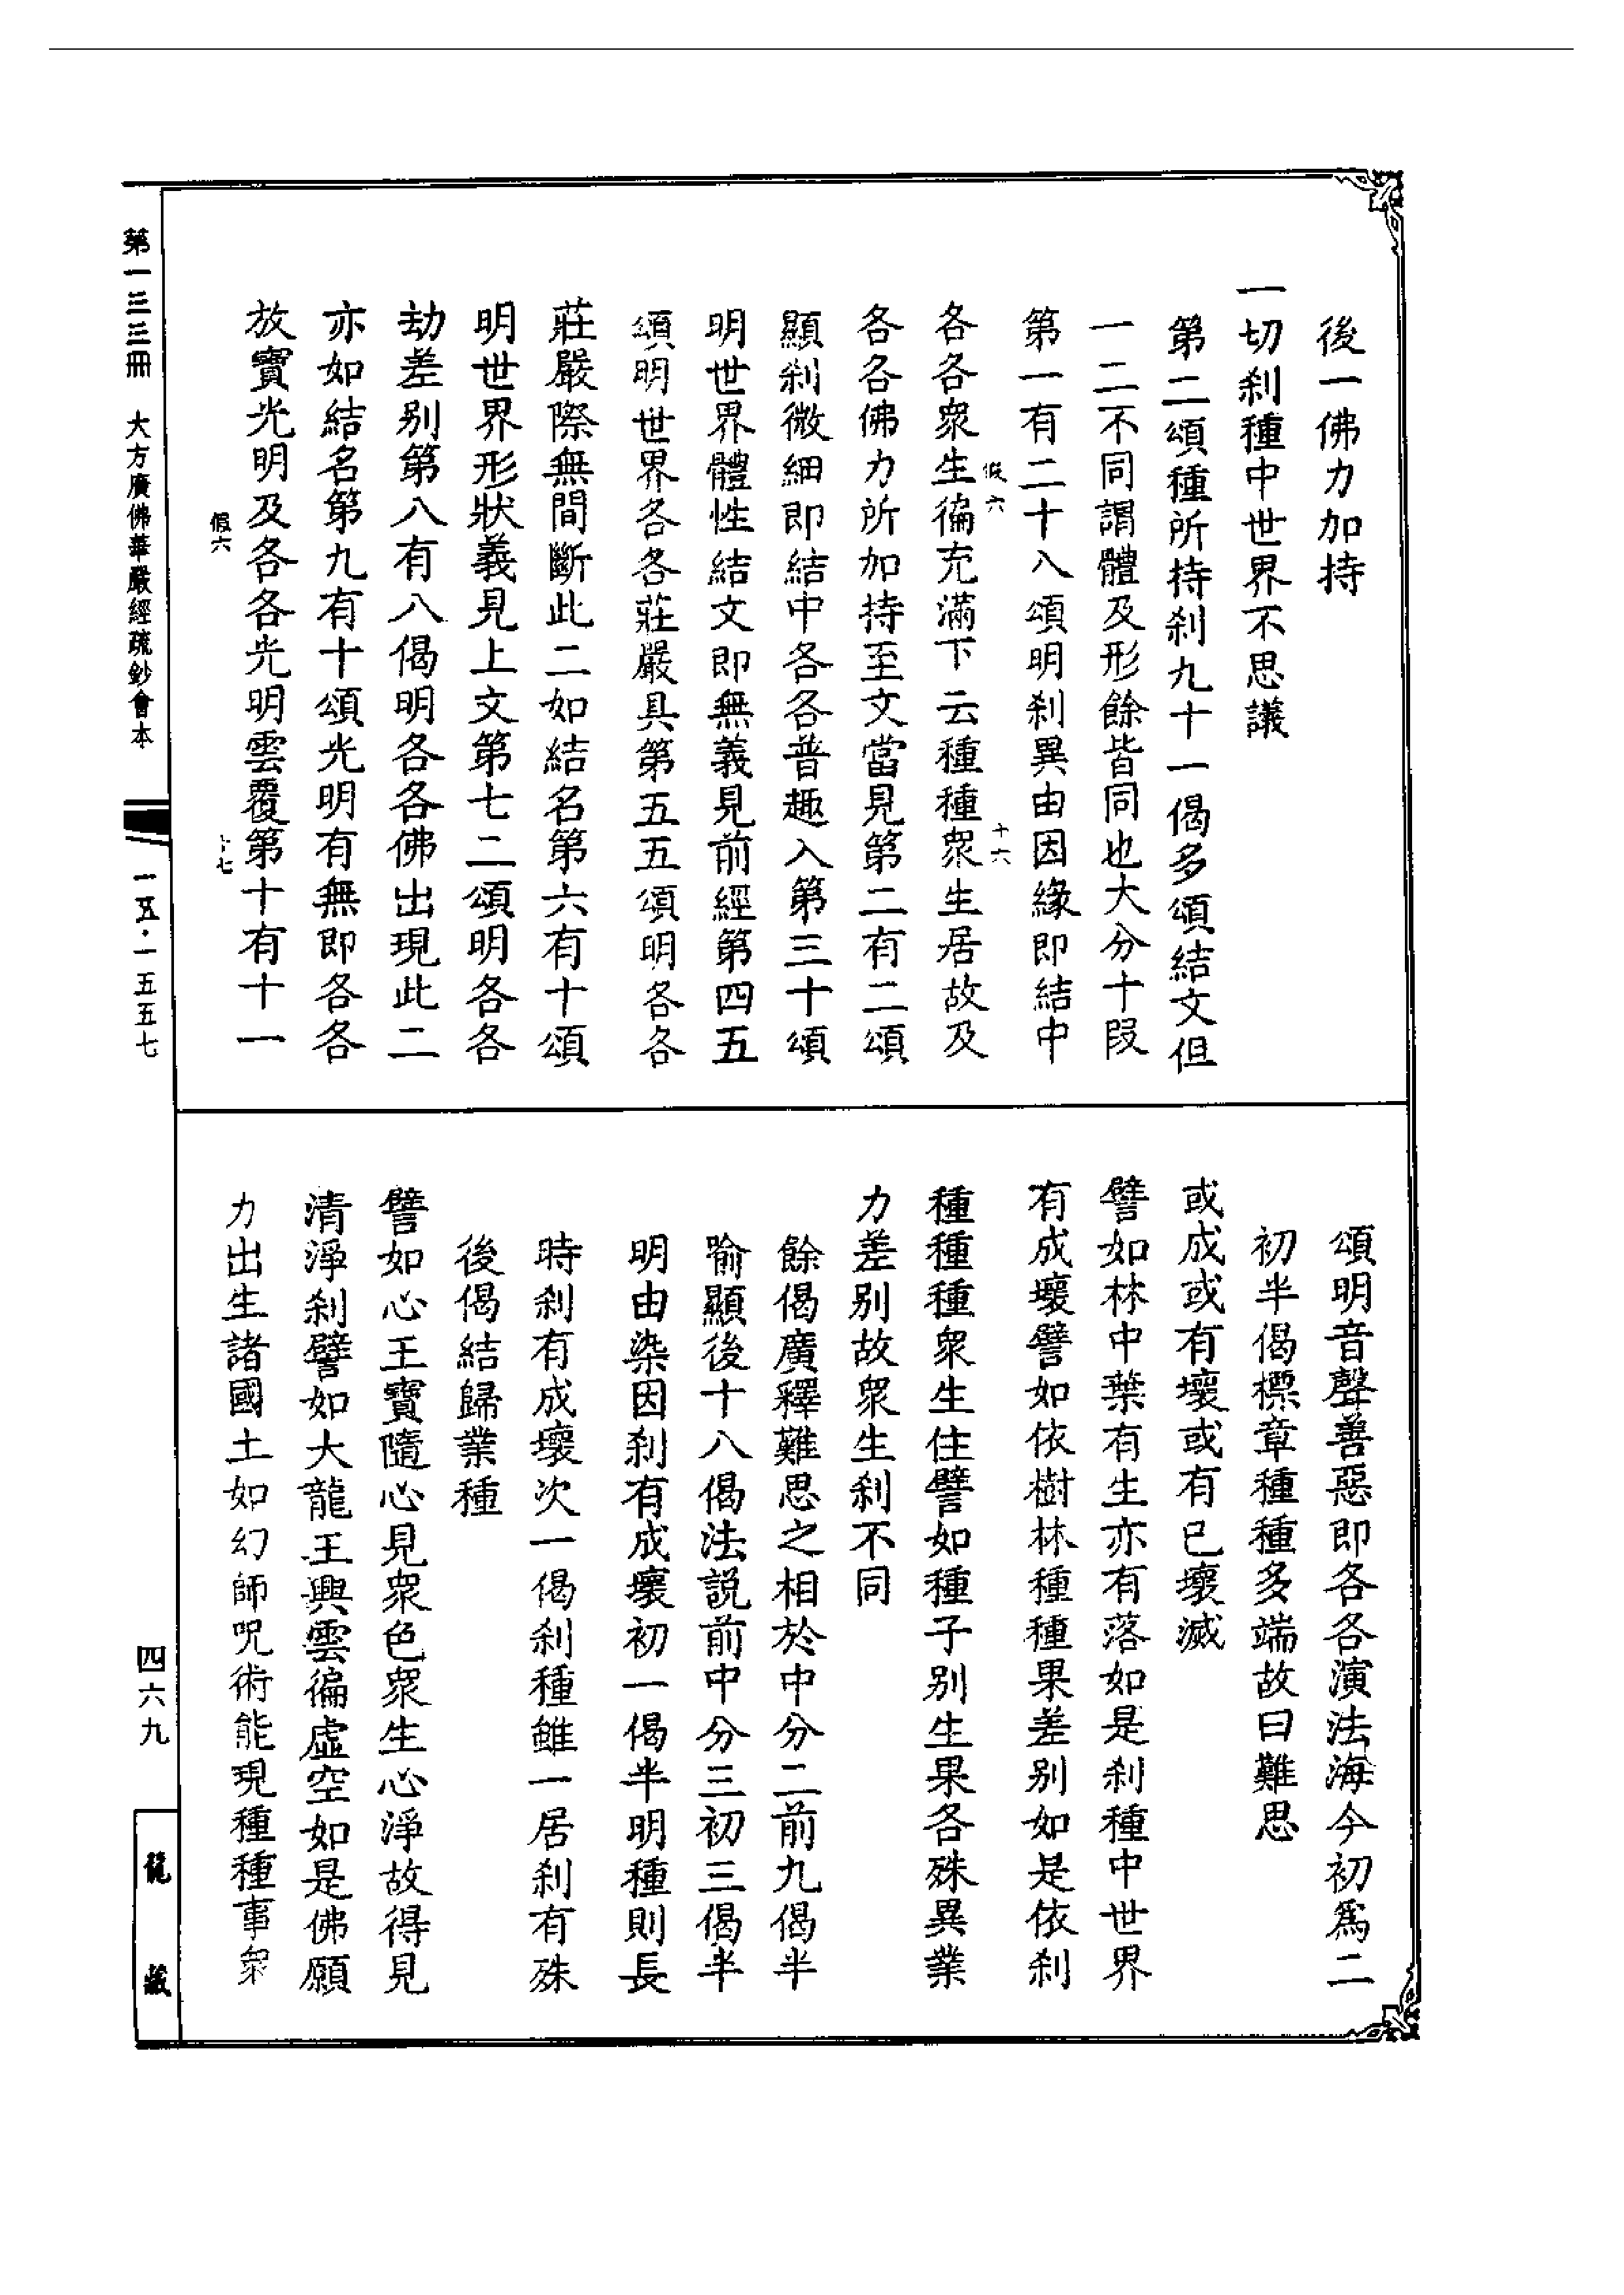 後一佛力加持
一切刹種中世界不思議
第二頌種所持刹九十一偈多頌結文但
一二不同謂體及形餘皆同也大分十段
第一有二十八頌明刹異由因緣即結中
假六
十六
各各衆生徧充滿下云種種衆生居故及
各各佛力所加持至文當見第二有二頌
顯刹微細即結中各各普趣入第三十頌
明世界體性結文即無義見前經第四五
頌明世界各各莊嚴具第五五頌明各各
莊嚴際無間斷此二如結名第六有十頌
明世界形狀義見上文第七二頌明各各
劫差別第八有八偈明各各佛出現此二
亦如結名第九有十頌光明有無即各各
放寶光明及各各光明雲覆第十有十一
假六
十七
頌明音聲善惡即各各演法海今初爲二
初半偈標章種種多端故曰難思
或成或有壞或有已壞滅
譬如林中葉有生亦有落如是刹種中世界
有成壞譬如依樹林種種果差別如是依刹
種種種衆生住譬如種子別生果各殊異業
力差別故衆生刹不同
餘偈廣釋難思之相於中分二前九偈半
喻顯後十八偈法說前中分三初三偈半
明由染因刹有成壞初一偈半明種則長
時刹有成壞次一偈刹種雖一居刹有殊
後偈結歸業種
譬如心王寶隨心見衆色衆生心淨故得見
清淨刹譬如大龍王興雲徧虛空如是佛願
力出生諸國土如幻師呪術能現種種事衆
第一三三冊　大方廣佛華嚴經疏鈔會本
一五·一五五七
四六九
龍藏